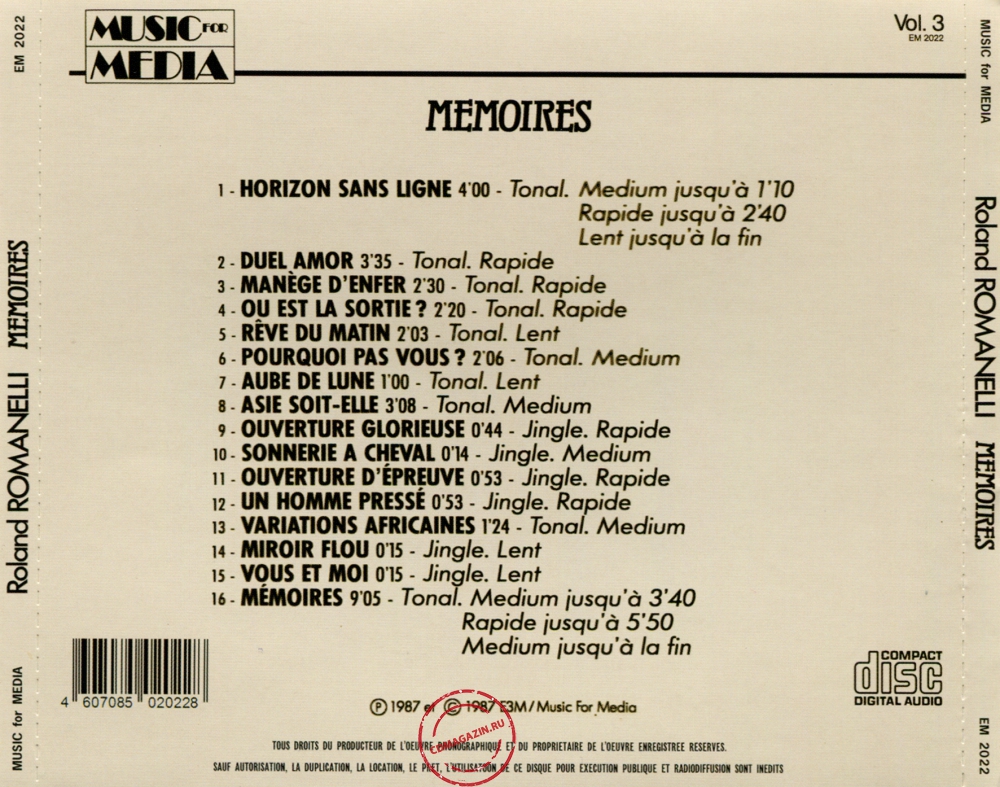 EM 2022
MUSIC FOR
MEDIA
Vol. 3
EM 2022
MUSIC for MEDIA
MEMOIRES
1 - HORIZON SANS LIGNE 4'00 - Tonal. Medium jusqu'à 1'10
Rapide jusqu'à 2'40
Lent jusqu'à la fin
2 - DUEL AMOR 3'35 - Tonal. Rapide
3 - MANÈGE D'ENFER 2'30 - Tonal. Rapide
4 - OU EST LA SORTIE ? 2'20 - Tonal. Rapide
5 - RÊVE DU MATIN 2'03 - Tonal. Lent
6 - POURQUOI PAS VOUS ? 2'06 - Tonal. Medium
7 - AUBE DE LUNE 1'00 - Tonal. Lent
8 - ASIE SOIT-ELLE 3'08 - Tonal. Medium
9 - OUVERTURE GLORIEUSE 0'44 - Jingle. Rapide
10 - SONNERIE A CHEVAL 0'14 - Jingle. Medium
11 - OUVERTURE D'ÉPREUVE 0'53 - Jingle. Rapide
12 - UN HOMME PRESSÉ 0'53 - Jingle. Rapide
13 - VARIATIONS AFRICAINES 1'24 - Tonal. Medium
14 - MIROIR FLOU 0'15 - Jingle. Lent
15 - VOUS ET MOI 0'15 - Jingle. Lent
16 - MÉMOIRES 9'05 - Tonal. Medium jusqu'à 3'40
Rapide jusqu'à 5'50
Medium jusqu'à la fin
Roland ROMANELLI MEMOIRES
Roland ROMANELLI MEMOIRES
4 607085 020228
COMPACT
disc
DIGITAL AUDIO
Ⓟ 1987 et © 1987 E3M / Music For Media
CDMAGAZIN.RU
TOUS DROITS DU PRODUCTEUR DE L'OEUVRE PHONOGRAPHIQUE ET DU PROPRIETAIRE DE L'OEUVRE ENREGISTREE RESERVES.
SAUF AUTORISATION, LA DUPLICATION, LA LOCATION, LE PRET, L'UTILISATION DE CE DISQUE POUR EXECUTION PUBLIQUE ET RADIODIFFUSION SONT INEDITS
MUSIC for MEDIA
EM 2022